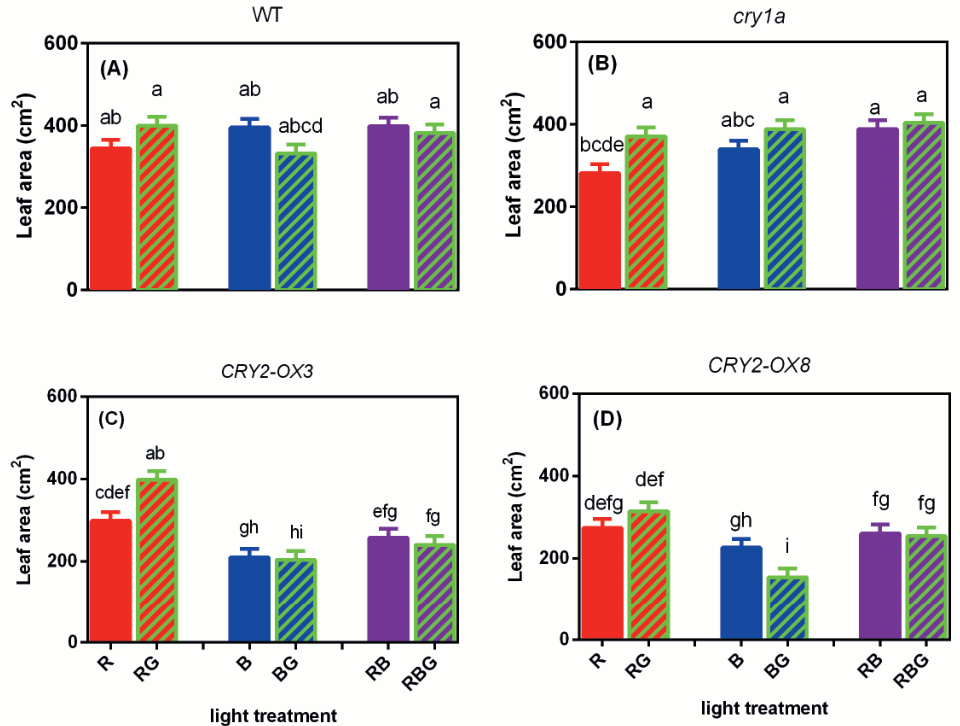 WT
(A)
Leaf area (cm²)
600
400
200
0
ab
a
ab
abcd
ab
a
cry1a
(B)
Leaf area (cm²)
600
400
200
0
bcde
a
abc
a
a
a
CRY2-OX3
(C)
Leaf area (cm²)
600
400
200
0
cdef
ab
gh
hi
efg
fg
R
RG
B
BG
RB
RBG
light treatment
CRY2-OX8
(D)
Leaf area (cm²)
600
400
200
0
defg
def
gh
i
fg
fg
R
RG
B
BG
RB
RBG
light treatment